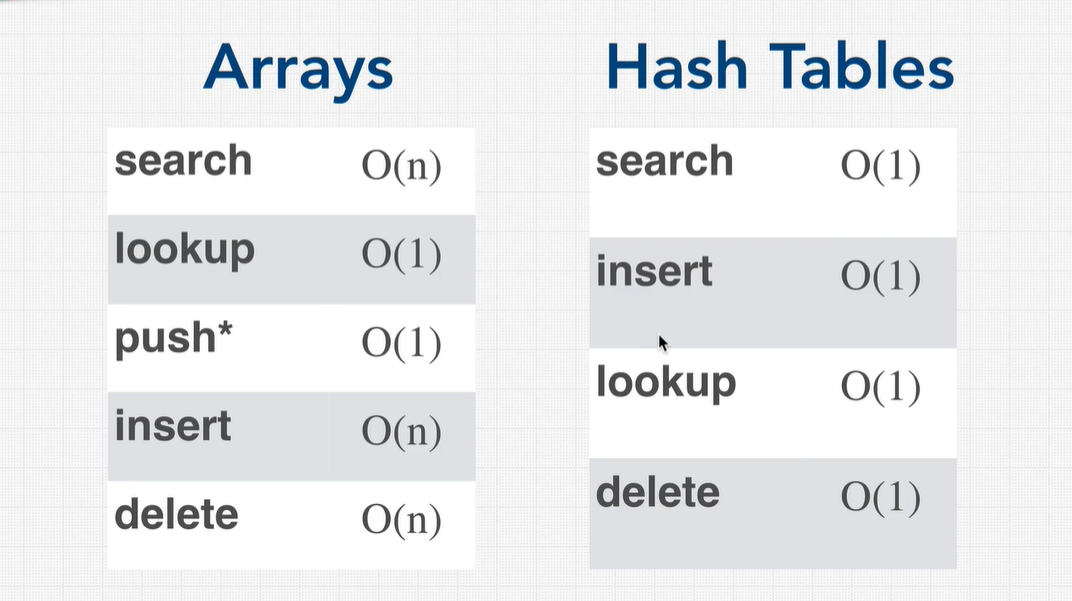 Arrays
search O(n)
lookup O(1)
push* O(1)
insert O(n)
delete O(n)
Hash Tables
search O(1)
insert O(1)
lookup O(1)
delete O(1)